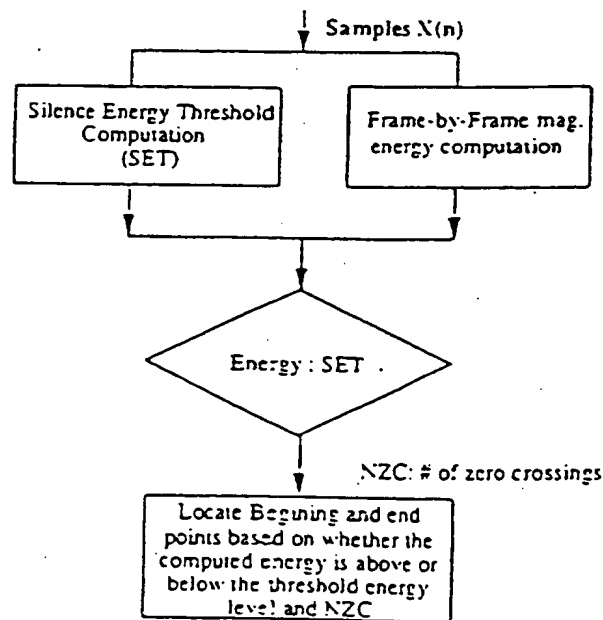 Samples X(n)
Silence Energy Threshold
Computation
(SET)
Frame-by-Frame mag.
energy computation
Energy : SET
NZC: # of zero crossings
Locate Begining and end
points based on whether the
computed energy is above or
below the threshold energy
level and NZC